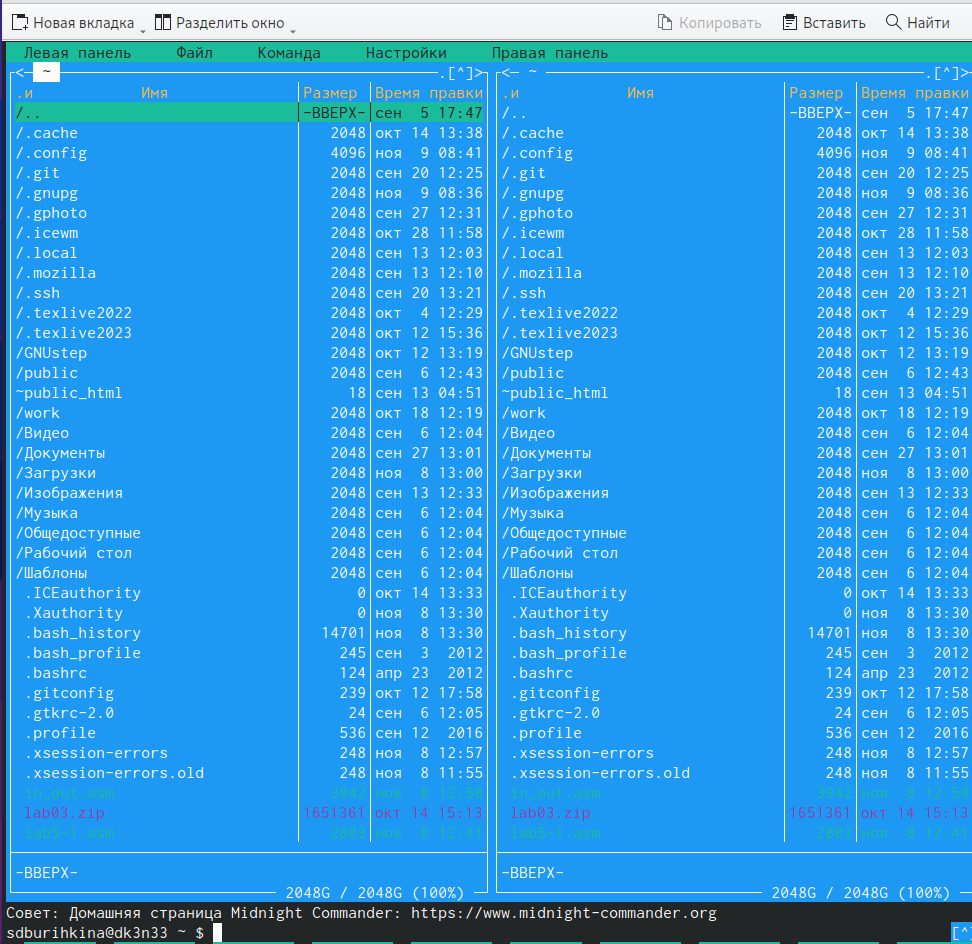 Новая вкладка Разделить окно Копировать Вставить Найти
Левая панель Файл Команда Настройки Правая панель
<─ ~ ─.[^]>┐┌<─ ~ ─.[^]>
.и Имя Размер Время правки .и Имя Размер Время правки
/.. -ВВЕРХ- сен 5 17:47 /.. -ВВЕРХ- сен 5 17:47
/.cache 2048 окт 14 13:38 /.cache 2048 окт 14 13:38
/.config 4096 ноя 9 08:41 /.config 4096 ноя 9 08:41
/.git 2048 сен 20 12:25 /.git 2048 сен 20 12:25
/.gnupg 2048 ноя 9 08:36 /.gnupg 2048 ноя 9 08:36
/.gphoto 2048 сен 27 12:31 /.gphoto 2048 сен 27 12:31
/.icewm 2048 окт 28 11:58 /.icewm 2048 окт 28 11:58
/.local 2048 сен 13 12:03 /.local 2048 сен 13 12:03
/.mozilla 2048 сен 13 12:10 /.mozilla 2048 сен 13 12:10
/.ssh 2048 сен 20 13:21 /.ssh 2048 сен 20 13:21
/.texlive2022 2048 окт 4 12:29 /.texlive2022 2048 окт 4 12:29
/.texlive2023 2048 окт 12 15:36 /.texlive2023 2048 окт 12 15:36
/GNUstep 2048 окт 12 13:19 /GNUstep 2048 окт 12 13:19
/public 2048 сен 6 12:43 /public 2048 сен 6 12:43
~public_html 18 сен 13 04:51 ~public_html 18 сен 13 04:51
/work 2048 окт 18 12:19 /work 2048 окт 18 12:19
/Видео 2048 сен 6 12:04 /Видео 2048 сен 6 12:04
/Документы 2048 сен 27 13:01 /Документы 2048 сен 27 13:01
/Загрузки 2048 ноя 8 13:00 /Загрузки 2048 ноя 8 13:00
/Изображения 2048 сен 13 12:33 /Изображения 2048 сен 13 12:33
/Музыка 2048 сен 6 12:04 /Музыка 2048 сен 6 12:04
/Общедоступные 2048 сен 6 12:04 /Общедоступные 2048 сен 6 12:04
/Рабочий стол 2048 сен 6 12:04 /Рабочий стол 2048 сен 6 12:04
/Шаблоны 2048 сен 6 12:04 /Шаблоны 2048 сен 6 12:04
.ICEauthority 0 окт 14 13:33 .ICEauthority 0 окт 14 13:33
.Xauthority 0 ноя 8 13:30 .Xauthority 0 ноя 8 13:30
.bash_history 14701 ноя 8 13:30 .bash_history 14701 ноя 8 13:30
.bash_profile 245 сен 3 2012 .bash_profile 245 сен 3 2012
.bashrc 124 апр 23 2012 .bashrc 124 апр 23 2012
.gitconfig 239 окт 12 17:58 .gitconfig 239 окт 12 17:58
.gtkrc-2.0 24 сен 6 12:05 .gtkrc-2.0 24 сен 6 12:05
.profile 536 сен 12 2016 .profile 536 сен 12 2016
.xsession-errors 248 ноя 8 12:57 .xsession-errors 248 ноя 8 12:57
.xsession-errors.old 248 ноя 8 11:55 .xsession-errors.old 248 ноя 8 11:55
in_out.asm 3942 ноя 8 12:58 in_out.asm 3942 ноя 8 12:58
lab03.zip 1651361 окт 14 15:13 lab03.zip 1651361 окт 14 15:13
lab5-1.asm 2803 ноя 8 12:41 lab5-1.asm 2803 ноя 8 12:41
-ВВЕРХ- -ВВЕРХ-
2048G / 2048G (100%) 2048G / 2048G (100%)
Совет: Домашняя страница Midnight Commander: https://www.midnight-commander.org
sdburihkina@dk3n33 ~ $ [^